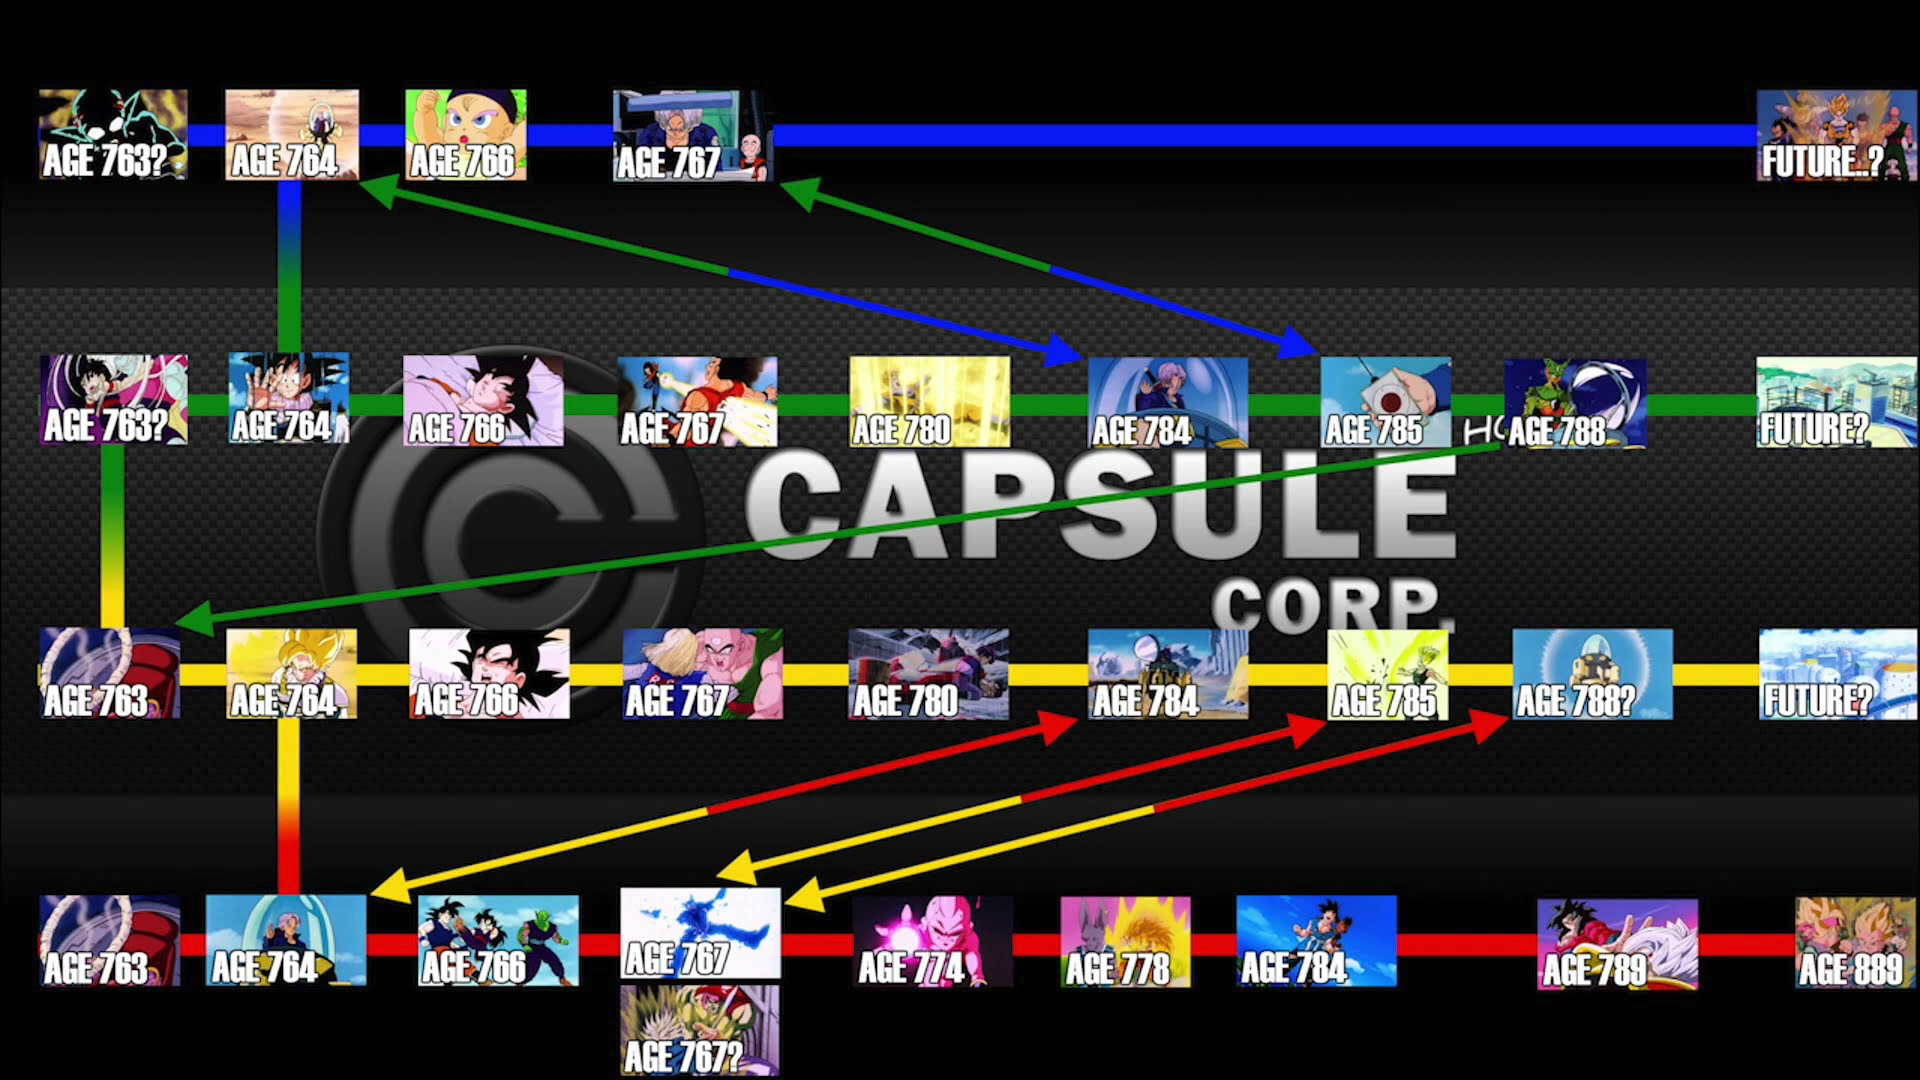 AGE 763? AGE 764 AGE 766 AGE 767 FUTURE..?
AGE 763? AGE 764 AGE 766 AGE 767 AGE 780 AGE 784 AGE 785 AGE 788 FUTURE?
CAPSULE
CORP.
AGE 763 AGE 764 AGE 766 AGE 767 AGE 780 AGE 784 AGE 785 AGE 788? FUTURE?
AGE 763 AGE 764 AGE 766 AGE 767 AGE 774 AGE 778 AGE 784 AGE 789 AGE 889
AGE 767?